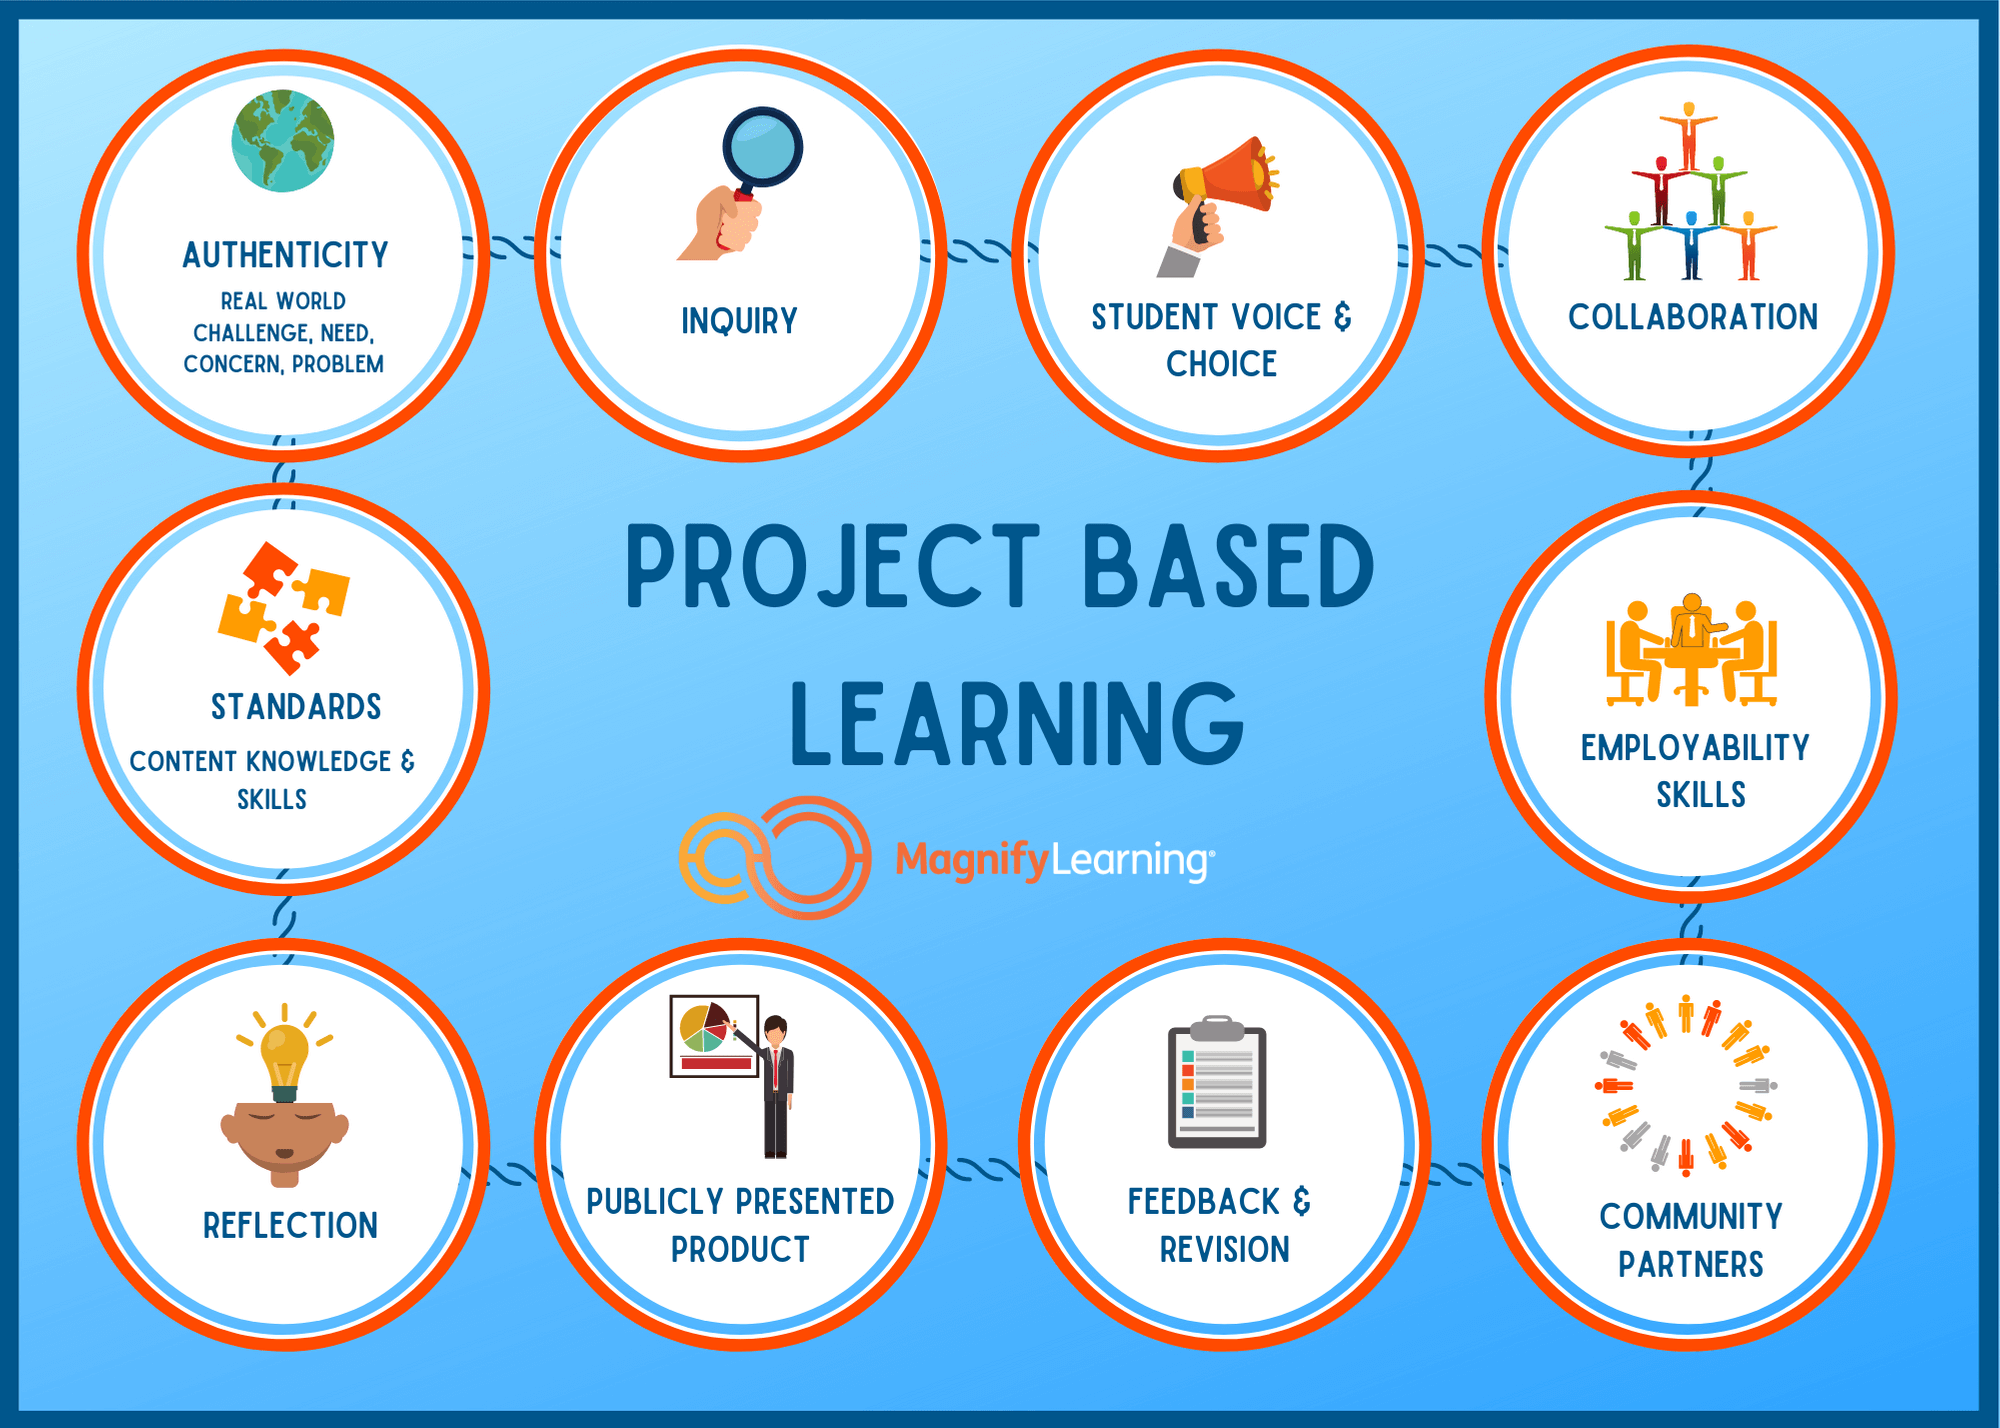 AUTHENTICITY
REAL WORLD
CHALLENGE, NEED,
CONCERN, PROBLEM
INQUIRY
STUDENT VOICE &
CHOICE
COLLABORATION
PROJECT BASED
LEARNING
MagnifyLearning®
STANDARDS
CONTENT KNOWLEDGE &
SKILLS
EMPLOYABILITY
SKILLS
REFLECTION
PUBLICLY PRESENTED
PRODUCT
FEEDBACK &
REVISION
COMMUNITY
PARTNERS